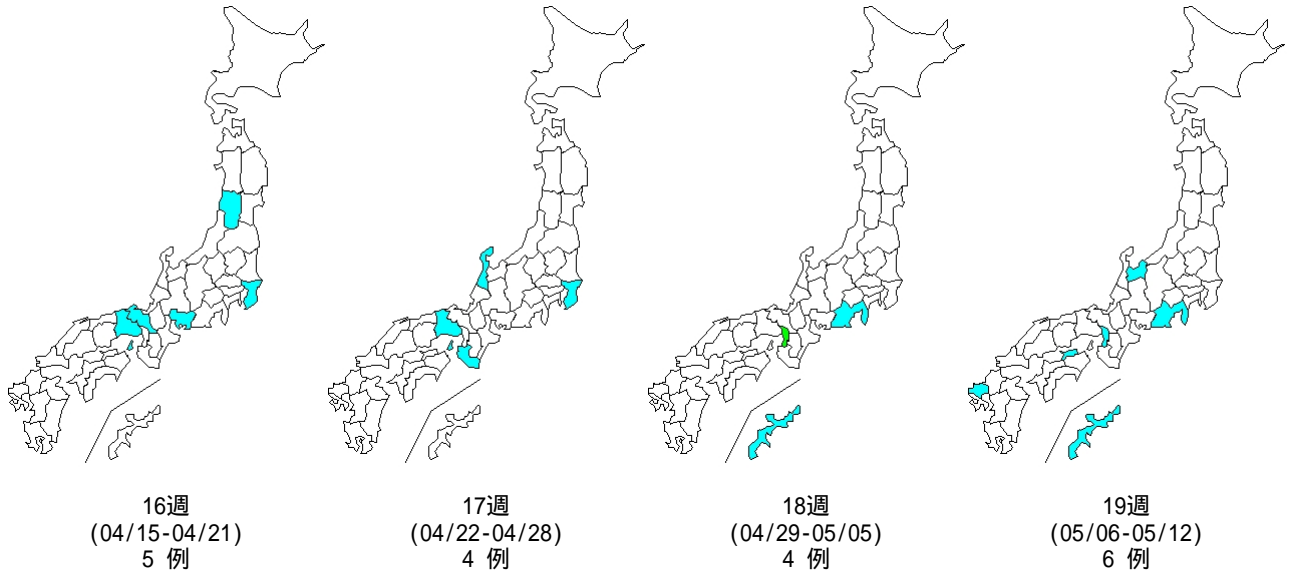 16週
(04/15-04/21)
5 例
17週
(04/22-04/28)
4 例
18週
(04/29-05/05)
4 例
19週
(05/06-05/12)
6 例